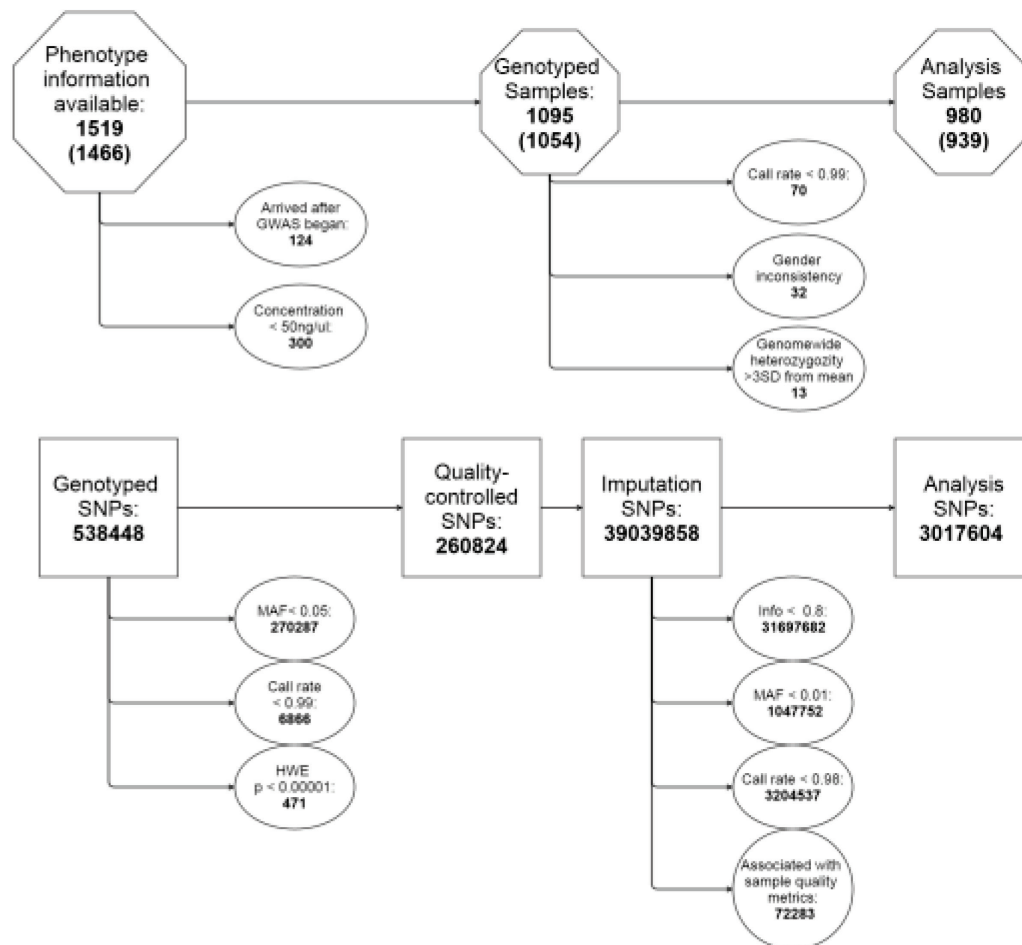 Phenotype
information
available:
1519
(1466)
Genotyped
Samples:
1095
(1054)
Analysis
Samples
980
(939)
Arrived after
GWAS began:
124
Concentration
< 50ng/ul:
300
Call rate < 0.99:
70
Gender
inconsistency
32
Genomewide
heterozygozity
>3SD from mean
13
Genotyped
SNPs:
538448
Quality-
controlled
SNPs:
260824
Imputation
SNPs:
39039858
Analysis
SNPs:
3017604
MAF< 0.05:
270287
Call rate
< 0.99:
6866
HWE
p < 0.00001:
471
Info < 0.8:
31697682
MAF < 0.01:
1047752
Call rate < 0.98:
3204537
Associated with
sample quality
metrics:
72283